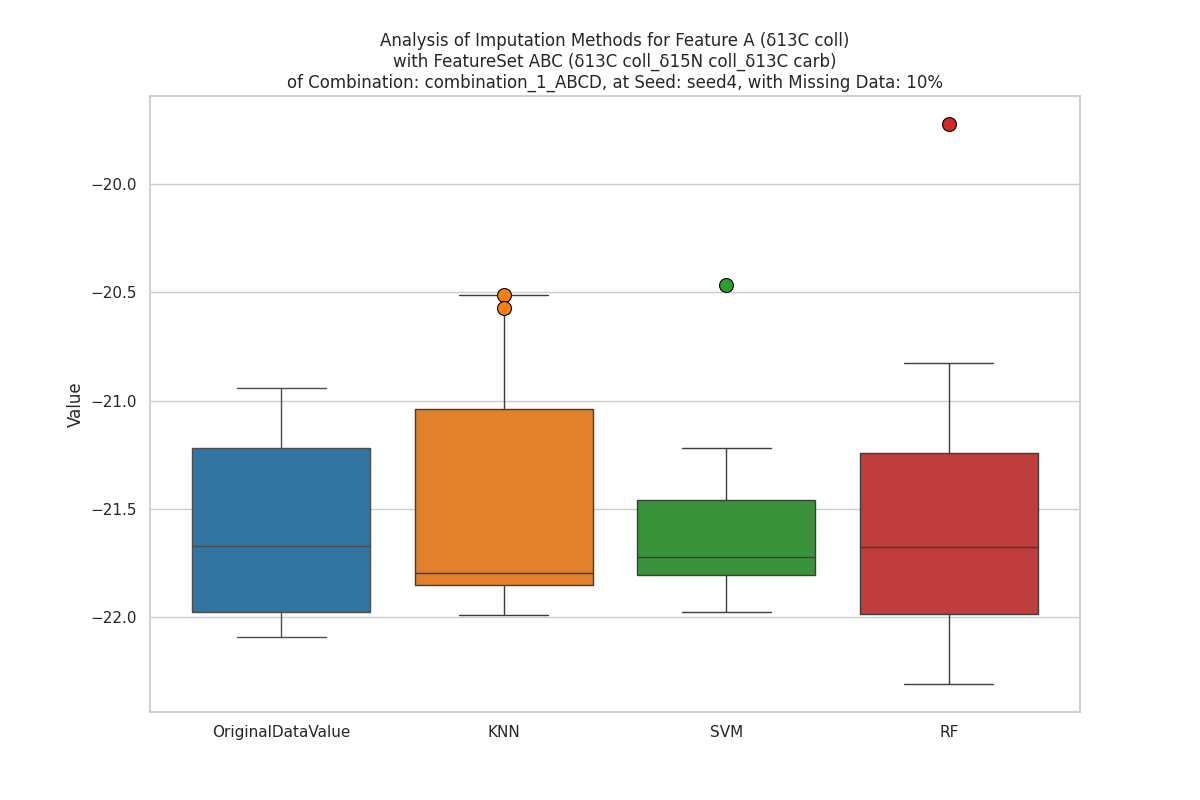 Analysis of Imputation Methods for Feature A (δ13C coll)
with FeatureSet ABC (δ13C coll_δ15N coll_δ13C carb)
of Combination: combination_1_ABCD, at Seed: seed4, with Missing Data: 10%
Value
−20.0
−20.5
−21.0
−21.5
−22.0
OriginalDataValue
KNN
SVM
RF